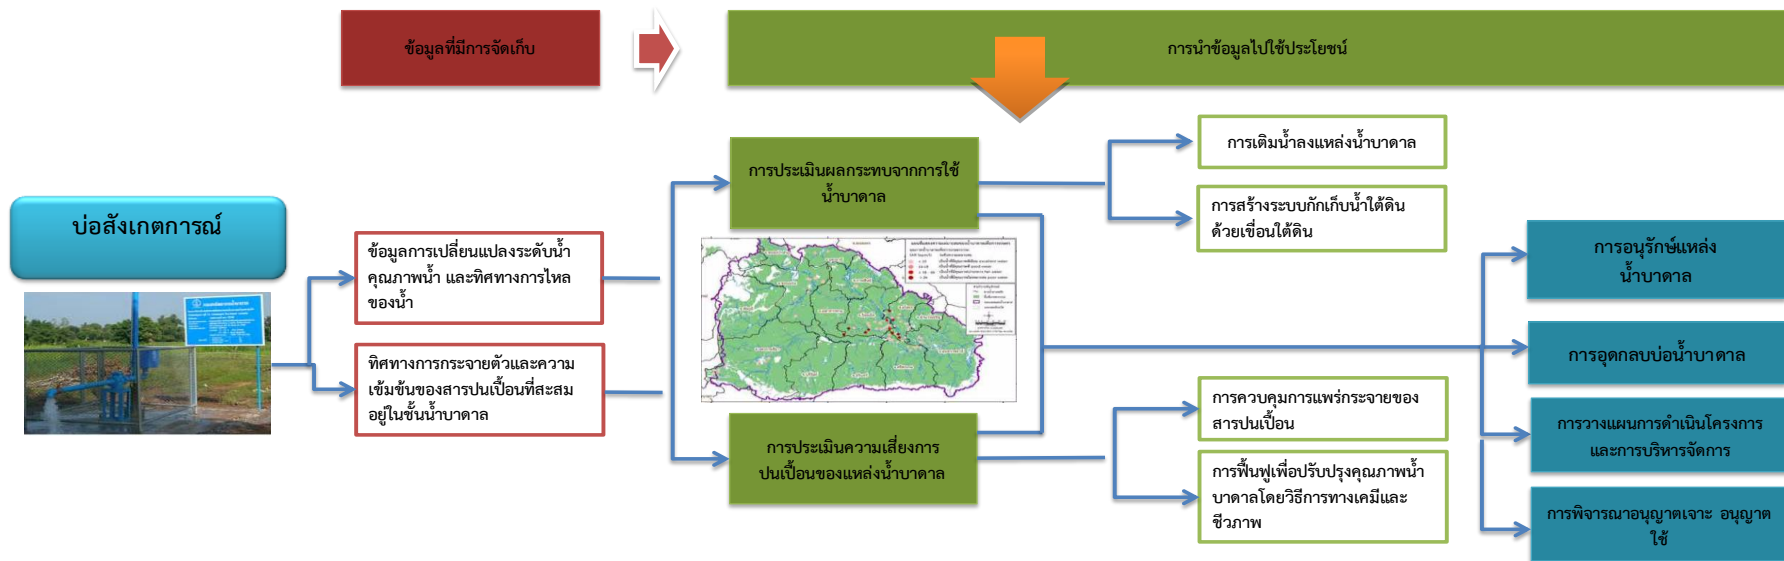 ข้อมูลที่มีการจัดเก็บ
การนำข้อมูลไปใช้ประโยชน์
บ่อสังเกตการณ์
ข้อมูลการเปลี่ยนแปลงระดับน้ำ
คุณภาพน้ำ และทิศทางการไหล
ของน้ำ
ทิศทางการกระจายตัวและความ
เข้มข้นของสารปนเปื้อนที่สะสม
อยู่ในชั้นน้ำบาดาล
การประเมินผลกระทบจากการใช้
น้ำบาดาล
การประเมินความเสี่ยงการ
ปนเปื้อนของแหล่งน้ำบาดาล
การเติมน้ำลงแหล่งน้ำบาดาล
การสร้างระบบกักเก็บน้ำใต้ดิน
ด้วยเขื่อนใต้ดิน
การควบคุมการแพร่กระจายของ
สารปนเปื้อน
การฟื้นฟูเพื่อปรับปรุงคุณภาพน้ำ
บาดาลโดยวิธีการทางเคมีและ
ชีวภาพ
การอนุรักษ์แหล่ง
น้ำบาดาล
การอุดกลบบ่อน้ำบาดาล
การวางแผนการดำเนินโครงการ
และการบริหารจัดการ
การพิจารณาอนุญาตเจาะ อนุญาต
ใช้